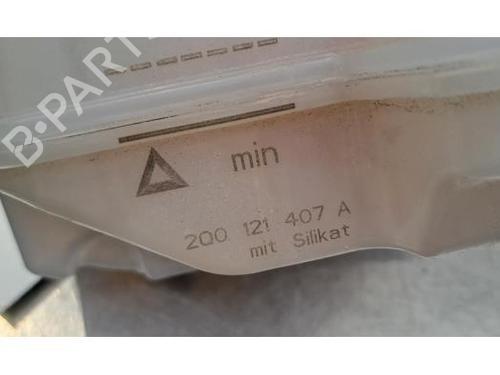 B-PARTS
min
2Q0 121 407 A
mit Silikat